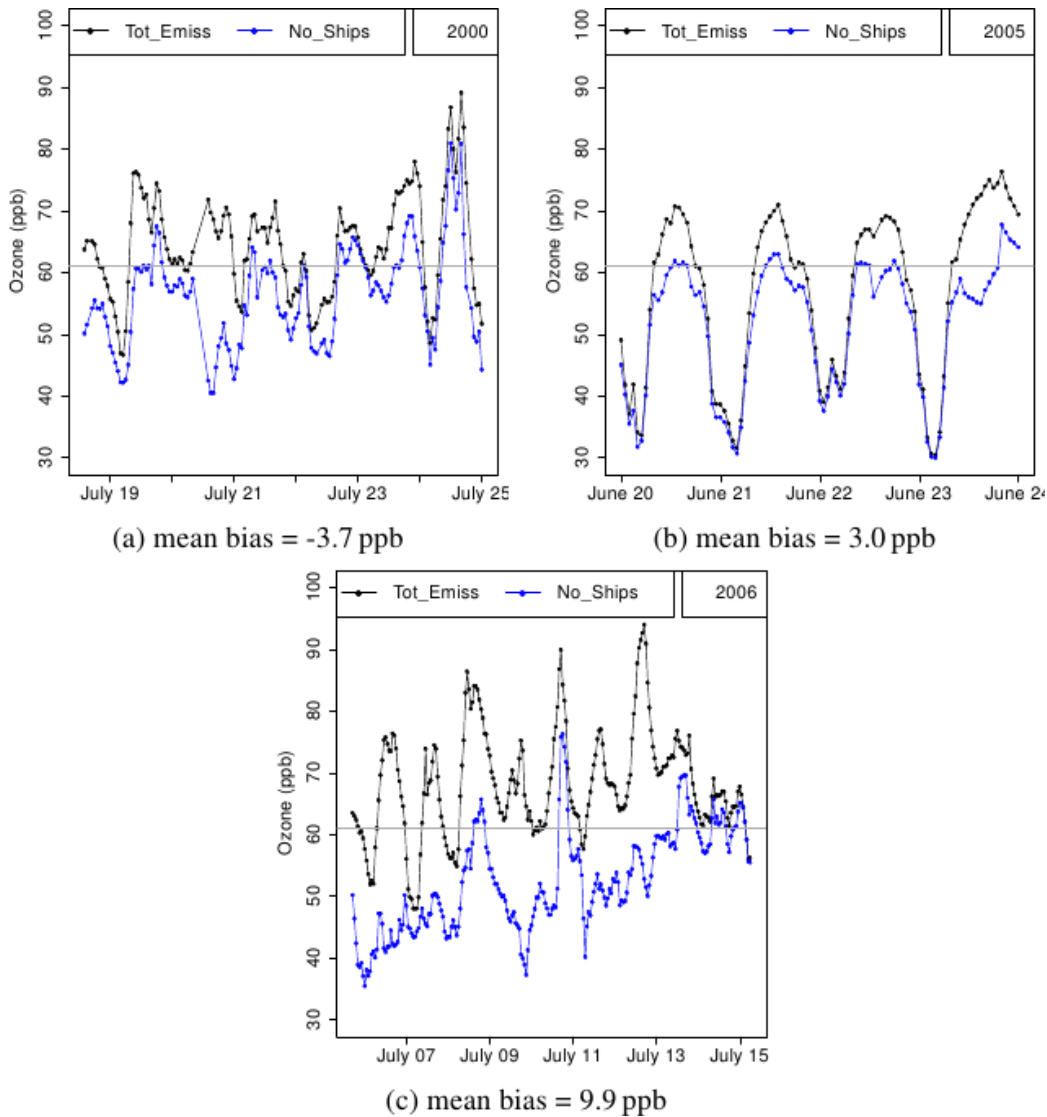 Tot_Emiss No_Ships 2000
Ozone (ppb)
100
90
80
70
60
50
40
30
July 19 July 21 July 23 July 25
(a) mean bias = -3.7 ppb
Tot_Emiss No_Ships 2005
Ozone (ppb)
100
90
80
70
60
50
40
30
June 20 June 21 June 22 June 23 June 24
(b) mean bias = 3.0 ppb
Tot_Emiss No_Ships 2006
Ozone (ppb)
100
90
80
70
60
50
40
30
July 07 July 09 July 11 July 13 July 15
(c) mean bias = 9.9 ppb